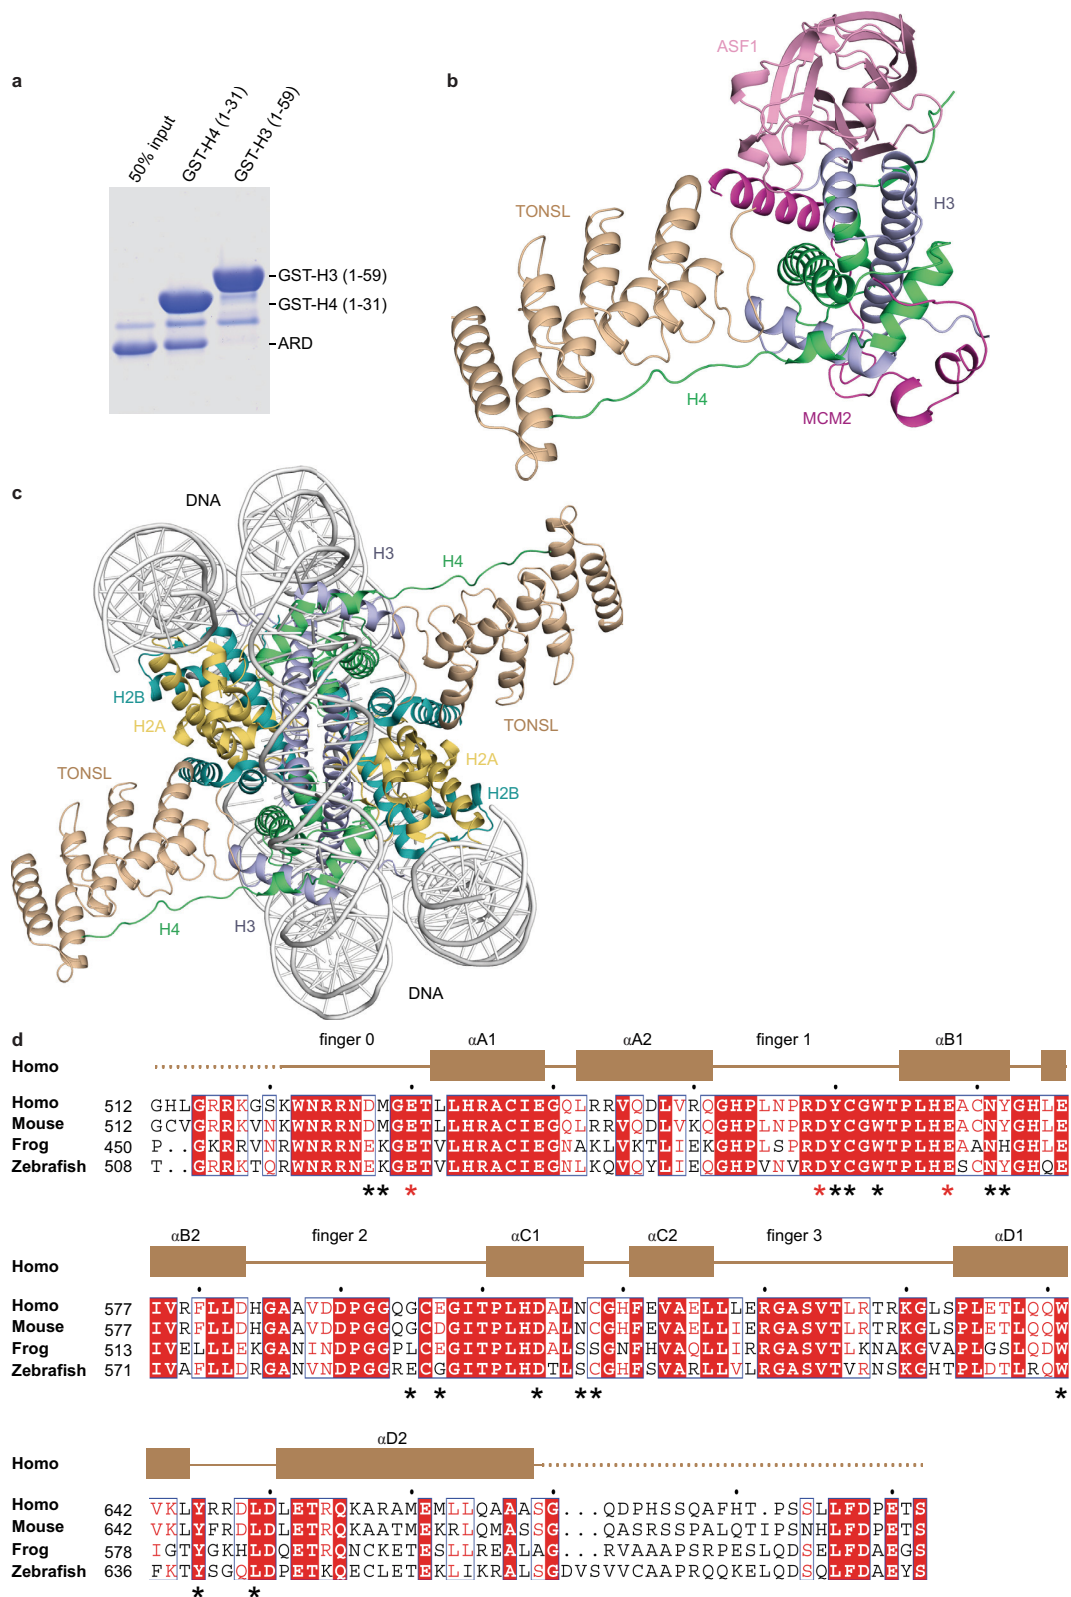 a
50% input
GST-H4 (1-31)
GST-H3 (1-59)
GST-H3 (1-59)
GST-H4 (1-31)
ARD
b
ASF1
TONSL
H3
H4
MCM2
c
DNA
H3
H4
H2B
H2A
TONSL
TONSL
H2A
H2B
H4
H3
DNA
d
finger 0 αA1 αA2 finger 1 αB1
Homo
Homo 512 GHLGRRKGSKWNRRNDMGETLLHRACIEGQLRRVQDLVRQGHPLNPRDYCGWTPLHEACNYGHLE
Mouse 512 GCVGRRKVNKWNRRNDMGETLLHRACIEGQLRRVQDLVKQGHPLNPRDYCGWTPLHEACNYGHLE
Frog 450 P..GKRRVNRWNRRNEKGETVLHRACIEGNAKLVKTLIEKGHPLSPRDYCGWTPLHEAANHGHLE
Zebrafish 508 T..GRRKTQRWNRRNEKGETVLHRACIEGNLKQVQYLIEQGHPVNVRDYCGWTPLHESCNYGHQE
** * *** * * **
αB2 finger 2 αC1 αC2 finger 3 αD1
Homo
Homo 577 IVRFLLDHGAAVDDPGGQGCEGITPLHDALNCGHFEVAELLLERGASVTLRTRKGLSPLETLQQW
Mouse 577 IVRFLLDHGAAVDDPGGQGCDGITPLHDALNCGHFEVAELLIERGASVTLRTRKGLSPLETLQQW
Frog 513 IVELLLEKGANINDPGGPLCEGITPLHDALSSGNFHVAQLLIERGASVTLKNAKGVAPLGSLQDW
Zebrafish 571 IVAFLLDRGANVNDPGGRECGGITPLHDTLSCGHFSVARLLVLRGASVTVRNSKGHTPLDTLRQW
* * * ** *
αD2
Homo
Homo 642 VKLYRRDLDLETRQKARAMEMLLQAAASG...QDPHSSQAFHT.PSSLLFDPETS
Mouse 642 VKLYFRDLDLETRQKAATMEKRLQMASSG...QASRSSPALQTIPSNHLFDPETS
Frog 578 IGTYGKHLDQETRQNCKETESLLREALAG...RVAAAPSRPESLQDSELFDAEGS
Zebrafish 636 FKTYSGQLDPETKQECLETEKLIKRALSGDVSVVCAAPRQQKELQDSQLFDAEYS
* *